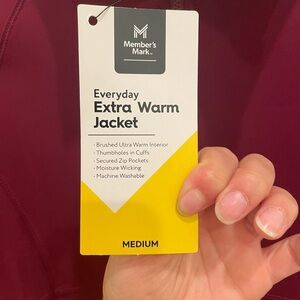 Member's
Mark™
Everyday
Extra Warm
Jacket
· Brushed Ultra Warm Interior
· Thumbholes in Cuffs
· Secured Zip Pockets
· Moisture Wicking
· Machine Washable
MEDIUM